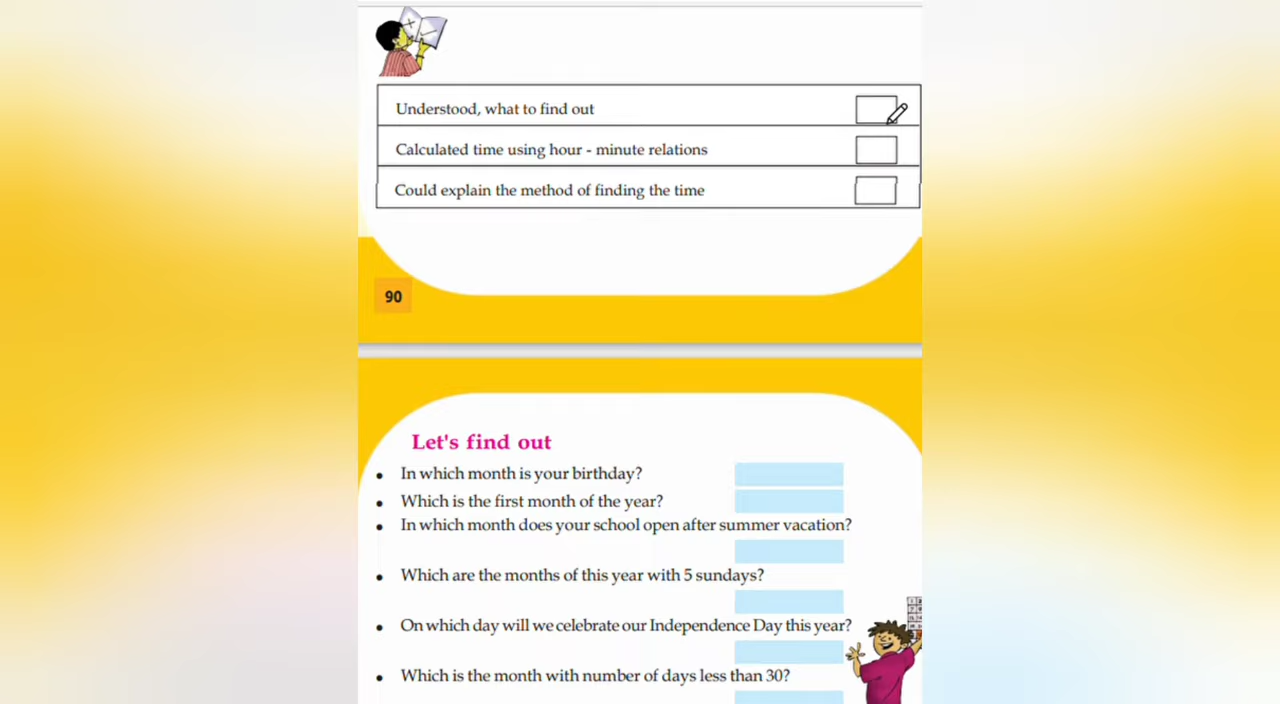 Understood, what to find out
Calculated time using hour - minute relations
Could explain the method of finding the time
90
Let's find out
• In which month is your birthday?
• Which is the first month of the year?
• In which month does your school open after summer vacation?
• Which are the months of this year with 5 sundays?
• On which day will we celebrate our Independence Day this year?
• Which is the month with number of days less than 30?